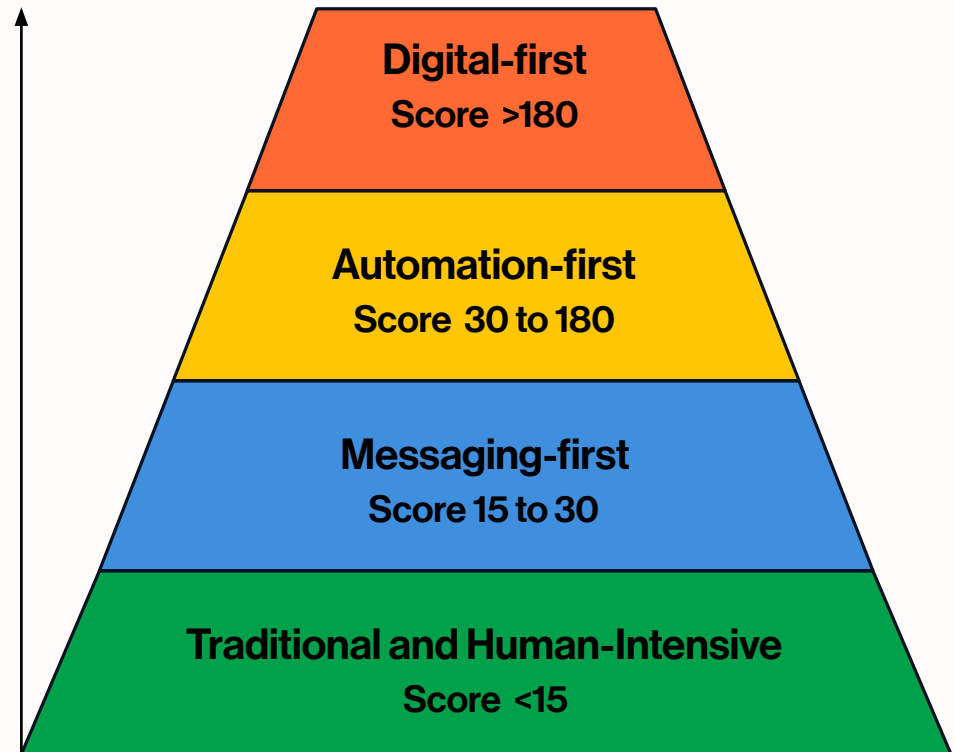 Digital-first
Score >180
Automation-first
Score 30 to 180
Messaging-first
Score 15 to 30
Traditional and Human-Intensive
Score <15